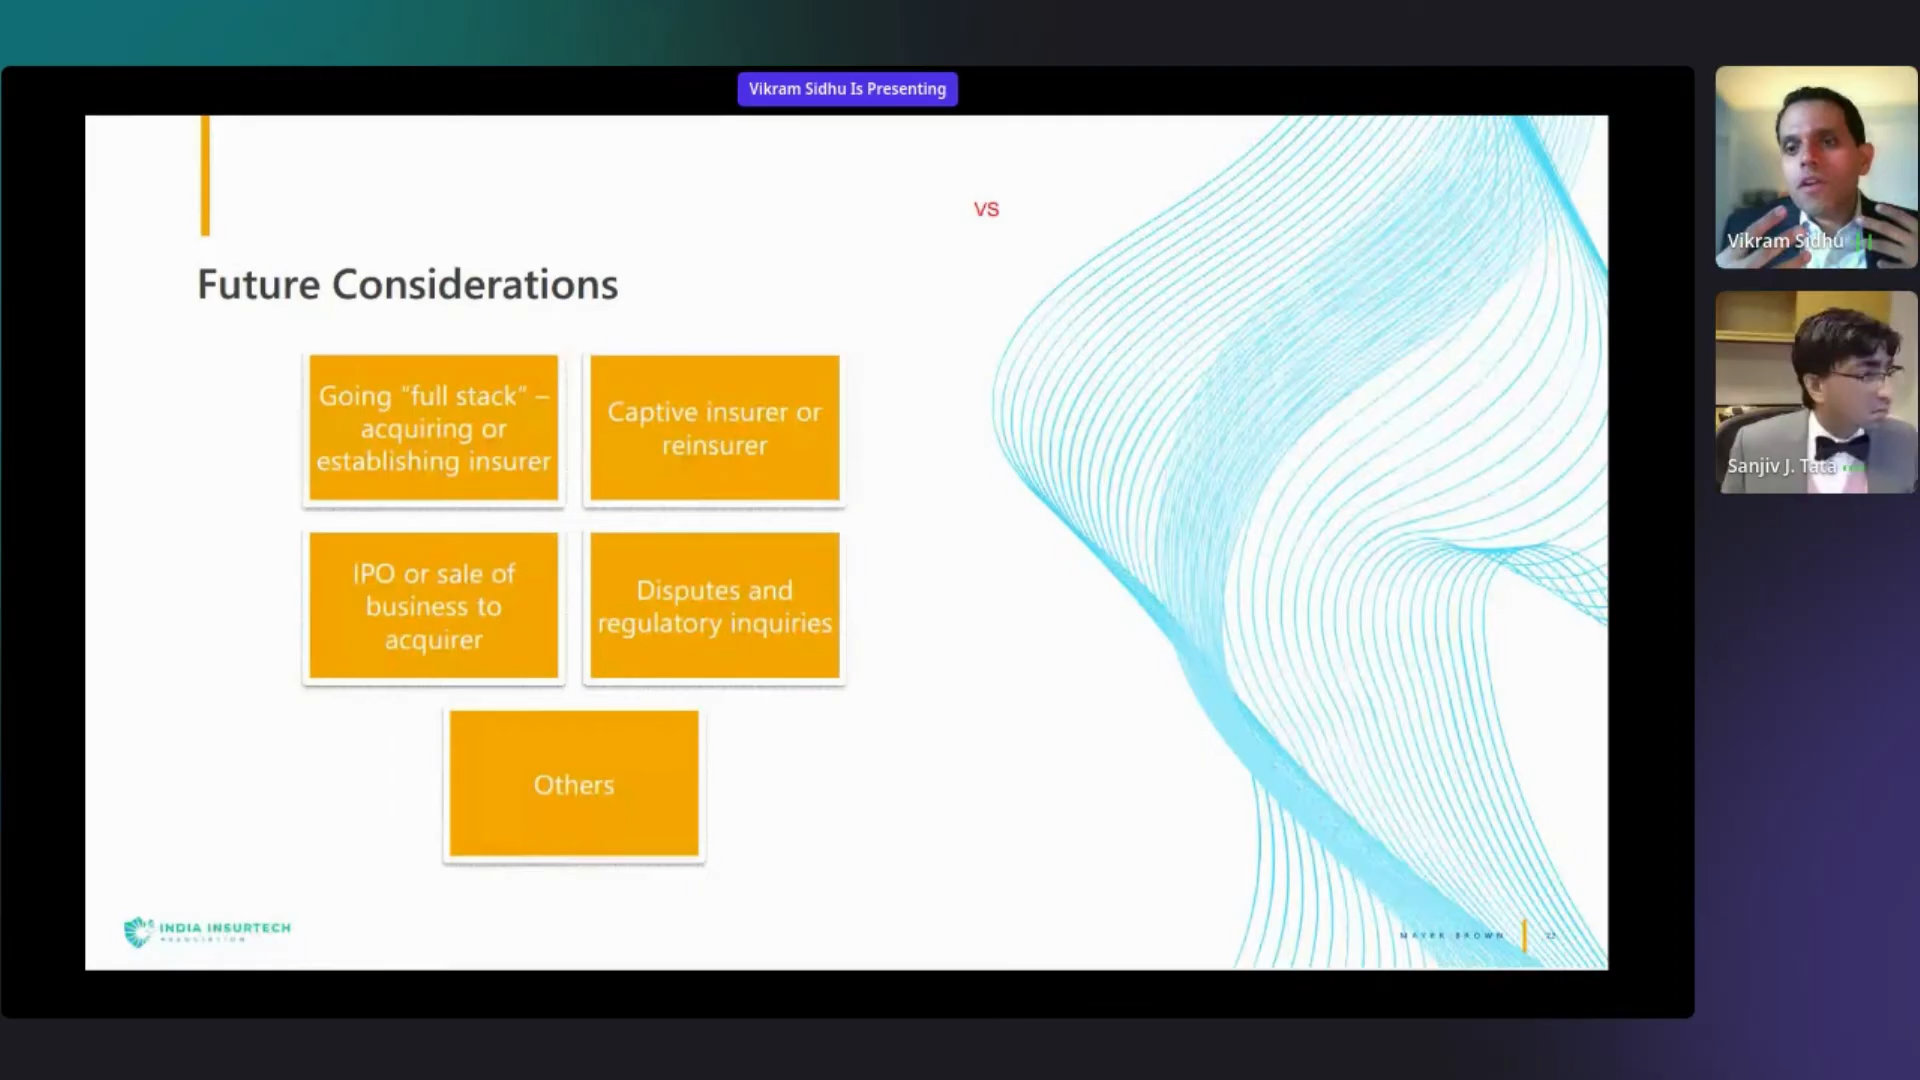 Vikram Sidhu Is Presenting
VS
Future Considerations
Going "full stack" –
acquiring or
establishing insurer
Captive insurer or
reinsurer
IPO or sale of
business to
acquirer
Disputes and
regulatory inquiries
Others
INDIA INSURTECH
ASSOCIATION
MAYER BROWN
Vikram Sidhu
Sanjiv J. Tata